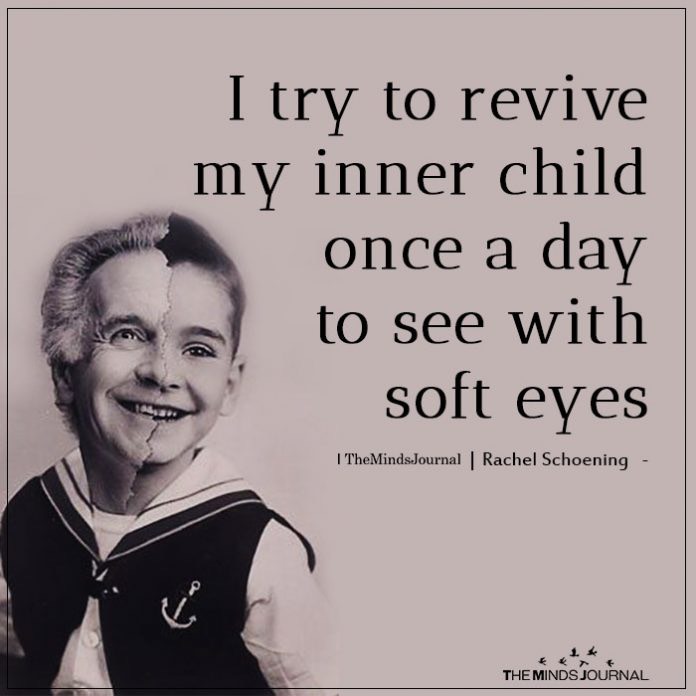 I try to revive
my inner child
once a day
to see with
soft eyes
I TheMindsJournal | Rachel Schoening -
THE MINDS JOURNAL